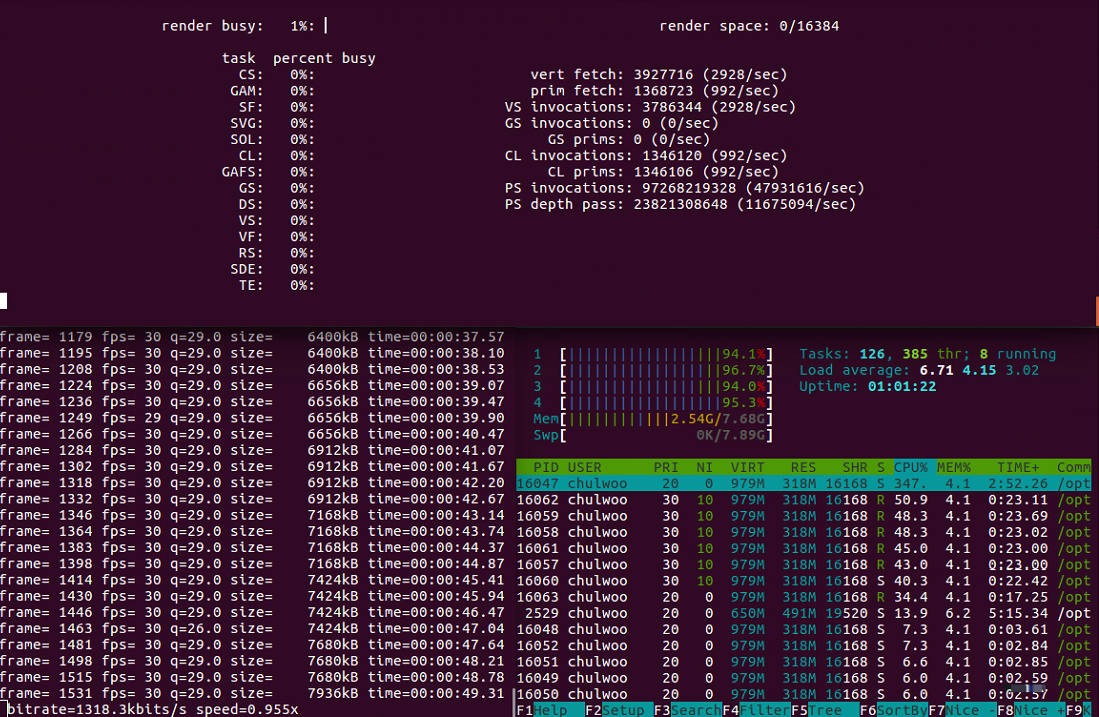 render busy: 1%: render space: 0/16384
task percent busy
CS: 0%: vert fetch: 3927716 (2928/sec)
GAM: 0%: prim fetch: 1368723 (992/sec)
SF: 0%: VS invocations: 3786344 (2928/sec)
SVG: 0%: GS invocations: 0 (0/sec)
SOL: 0%: GS prims: 0 (0/sec)
CL: 0%: CL invocations: 1346120 (992/sec)
GAFS: 0%: CL prims: 1346106 (992/sec)
GS: 0%: PS invocations: 97268219328 (47931616/sec)
DS: 0%: PS depth pass: 23821308648 (11675094/sec)
VS: 0%:
VF: 0%:
RS: 0%:
SDE: 0%:
TE: 0%:
frame= 1179 fps= 30 q=29.0 size= 6400kB time=00:00:37.57
frame= 1195 fps= 30 q=29.0 size= 6400kB time=00:00:38.10
frame= 1208 fps= 30 q=29.0 size= 6400kB time=00:00:38.53
frame= 1224 fps= 30 q=29.0 size= 6656kB time=00:00:39.07
frame= 1236 fps= 30 q=29.0 size= 6656kB time=00:00:39.47
frame= 1249 fps= 29 q=29.0 size= 6656kB time=00:00:39.90
frame= 1266 fps= 30 q=29.0 size= 6656kB time=00:00:40.47
frame= 1284 fps= 30 q=29.0 size= 6912kB time=00:00:41.07
frame= 1302 fps= 30 q=29.0 size= 6912kB time=00:00:41.67
frame= 1318 fps= 30 q=29.0 size= 6912kB time=00:00:42.20
frame= 1332 fps= 30 q=29.0 size= 6912kB time=00:00:42.67
frame= 1346 fps= 30 q=29.0 size= 7168kB time=00:00:43.14
frame= 1364 fps= 30 q=29.0 size= 7168kB time=00:00:43.74
frame= 1383 fps= 30 q=29.0 size= 7168kB time=00:00:44.37
frame= 1398 fps= 30 q=29.0 size= 7168kB time=00:00:44.87
frame= 1414 fps= 30 q=29.0 size= 7424kB time=00:00:45.41
frame= 1430 fps= 30 q=29.0 size= 7424kB time=00:00:45.94
frame= 1446 fps= 30 q=29.0 size= 7424kB time=00:00:46.47
frame= 1463 fps= 30 q=26.0 size= 7424kB time=00:00:47.04
frame= 1481 fps= 30 q=29.0 size= 7680kB time=00:00:47.64
frame= 1498 fps= 30 q=29.0 size= 7680kB time=00:00:48.21
frame= 1515 fps= 30 q=29.0 size= 7680kB time=00:00:48.78
frame= 1531 fps= 30 q=29.0 size= 7936kB time=00:00:49.31
bitrate=1318.3kbits/s speed=0.955x
1 [||||||||||||||||||94.1%] Tasks: 126, 385 thr; 8 running
2 [||||||||||||||||||96.7%] Load average: 6.71 4.15 3.02
3 [||||||||||||||||||94.0%] Uptime: 01:01:22
4 [||||||||||||||||||95.3%]
Mem[||||||||||||2.54G/7.68G]
Swp[0K/7.89G]
PID USER PRI NI VIRT RES SHR S CPU% MEM% TIME+ Comm
16047 chulwoo 20 0 979M 318M 16168 S 347. 4.1 2:52.26 /opt
16062 chulwoo 30 10 979M 318M 16168 R 50.9 4.1 0:23.11 /opt
16059 chulwoo 30 10 979M 318M 16168 R 48.3 4.1 0:23.69 /opt
16058 chulwoo 30 10 979M 318M 16168 R 48.3 4.1 0:23.02 /opt
16061 chulwoo 30 10 979M 318M 16168 R 45.0 4.1 0:23.00 /opt
16057 chulwoo 30 10 979M 318M 16168 R 43.0 4.1 0:23.00 /opt
16060 chulwoo 30 10 979M 318M 16168 S 40.3 4.1 0:22.42 /opt
16063 chulwoo 20 0 979M 318M 16168 R 34.4 4.1 0:17.25 /opt
2529 chulwoo 20 0 650M 491M 19520 S 13.9 6.2 5:15.34 /opt
16048 chulwoo 20 0 979M 318M 16168 S 7.3 4.1 0:03.61 /opt
16052 chulwoo 20 0 979M 318M 16168 S 7.3 4.1 0:02.84 /opt
16051 chulwoo 20 0 979M 318M 16168 S 6.6 4.1 0:02.85 /opt
16049 chulwoo 20 0 979M 318M 16168 S 6.0 4.1 0:02.59 /opt
16050 chulwoo 20 0 979M 318M 16168 S 6.0 4.1 0:02.57 /opt
F1Help F2Setup F3SearchF4FilterF5Tree F6SortByF7Nice -F8Nice +F9K